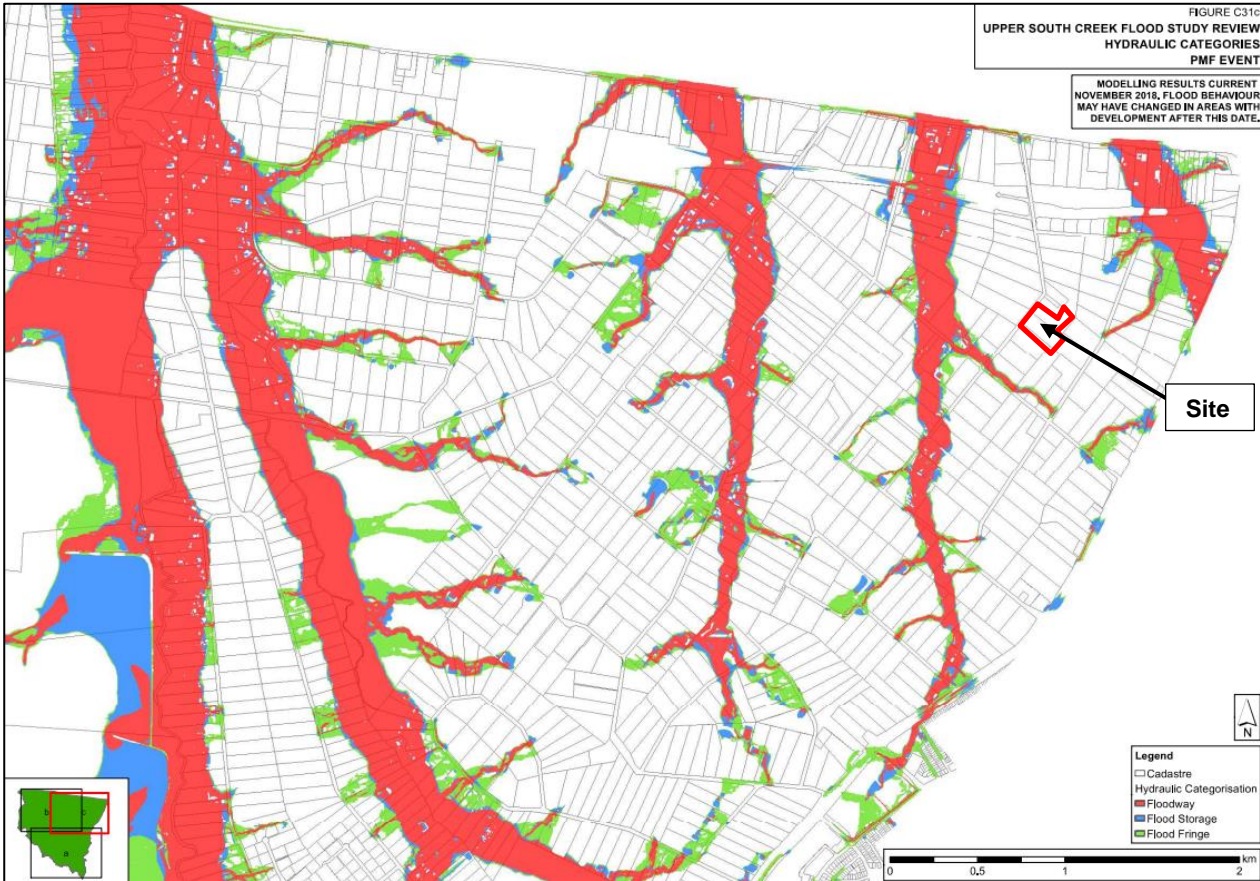 FIGURE C31c
UPPER SOUTH CREEK FLOOD STUDY REVIEW
HYDRAULIC CATEGORIES
PMF EVENT
MODELLING RESULTS CURRENT
NOVEMBER 2018, FLOOD BEHAVIOUR
MAY HAVE CHANGED IN AREAS WITH
DEVELOPMENT AFTER THIS DATE.
Site
N
Legend
Cadastre
Hydraulic Categorisation
Floodway
Flood Storage
Flood Fringe
b c
a
km
0 0.5 1 2